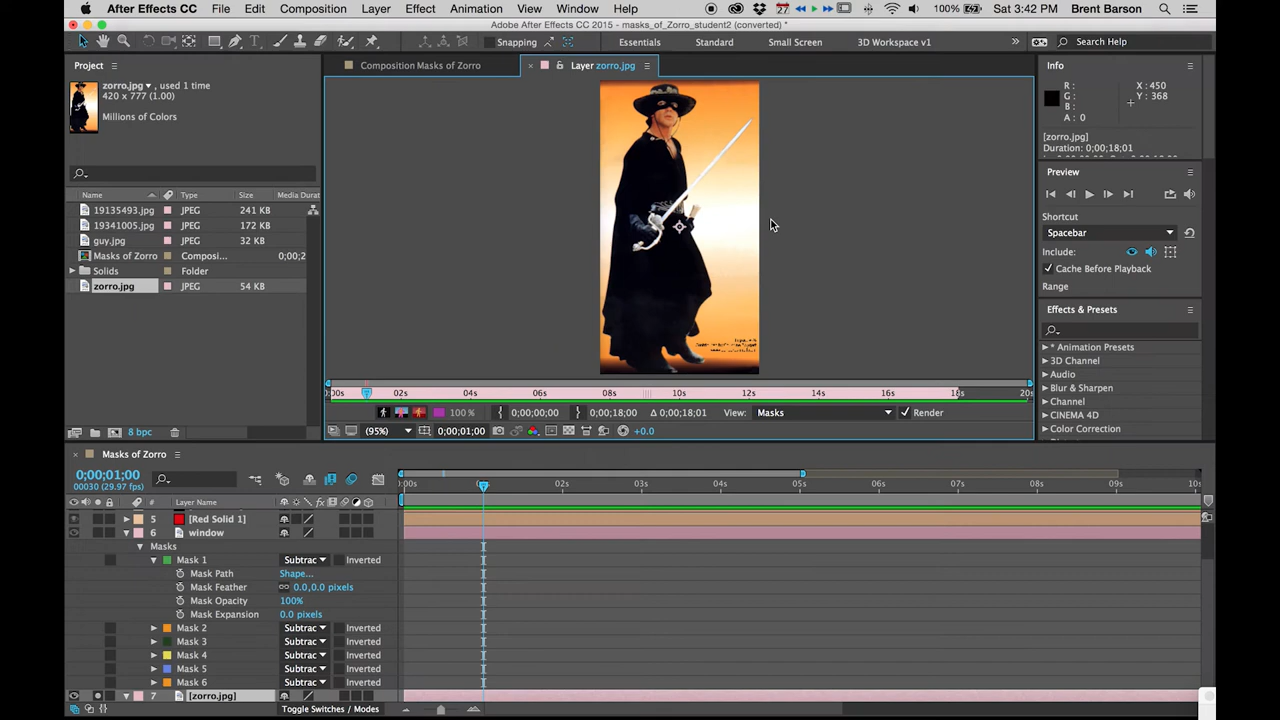 After Effects CC File Edit Composition Layer Effect Animation View Window Help 27 100% Sat 3:42 PM Brent Barson
Adobe After Effects CC 2015 - masks_of_Zorro_student2 (converted) *
Snapping Essentials Standard Small Screen 3D Workspace v1 » Search Help
Project
zorro.jpg , used 1 time
420 x 777 (1.00)
Millions of Colors
Name Type Size Media Durat
19135493.jpg JPEG 241 KB
19341005.jpg JPEG 172 KB
guy.jpg JPEG 32 KB
Masks of Zorro Composi... 0;00;2
Solids Folder
zorro.jpg JPEG 54 KB
8 bpc
Composition Masks of Zorro
Layer zorro.jpg
:00s 02s 04s 06s 08s 10s 12s 14s 16s 18s 20s
100 % 0;00;00;00 0;00;18;00 Δ 0;00;18;01 View: Masks Render
(95%) 0;00;01;00 +0.0
Info
R: X: 450
G: Y: 368
B:
A: 0
[zorro.jpg]
Duration: 0;00;18;01
Preview
Shortcut
Spacebar
Include:
Cache Before Playback
Range
Effects & Presets
* Animation Presets
3D Channel
Audio
Blur & Sharpen
Channel
CINEMA 4D
Color Correction
Masks of Zorro
0;00;01;00
00030 (29.97 fps)
# Layer Name
:00s 02s 03s 04s 05s 06s 07s 08s 09s 10s
5 [Red Solid 1]
6 window
Masks
Mask 1 Subtrac Inverted
Mask Path Shape...
Mask Feather 0.0,0.0 pixels
Mask Opacity 100%
Mask Expansion 0.0 pixels
Mask 2 Subtrac Inverted
Mask 3 Subtrac Inverted
Mask 4 Subtrac Inverted
Mask 5 Subtrac Inverted
Mask 6 Subtrac Inverted
7 [zorro.jpg]
Toggle Switches / Modes